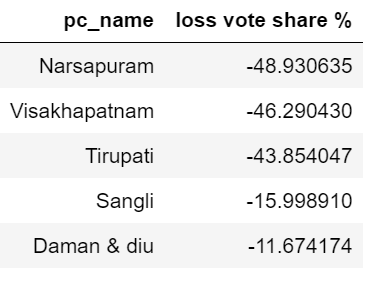 pc_name loss vote share %
Narsapuram -48.930635
Visakhapatnam -46.290430
Tirupati -43.854047
Sangli -15.998910
Daman & diu -11.674174